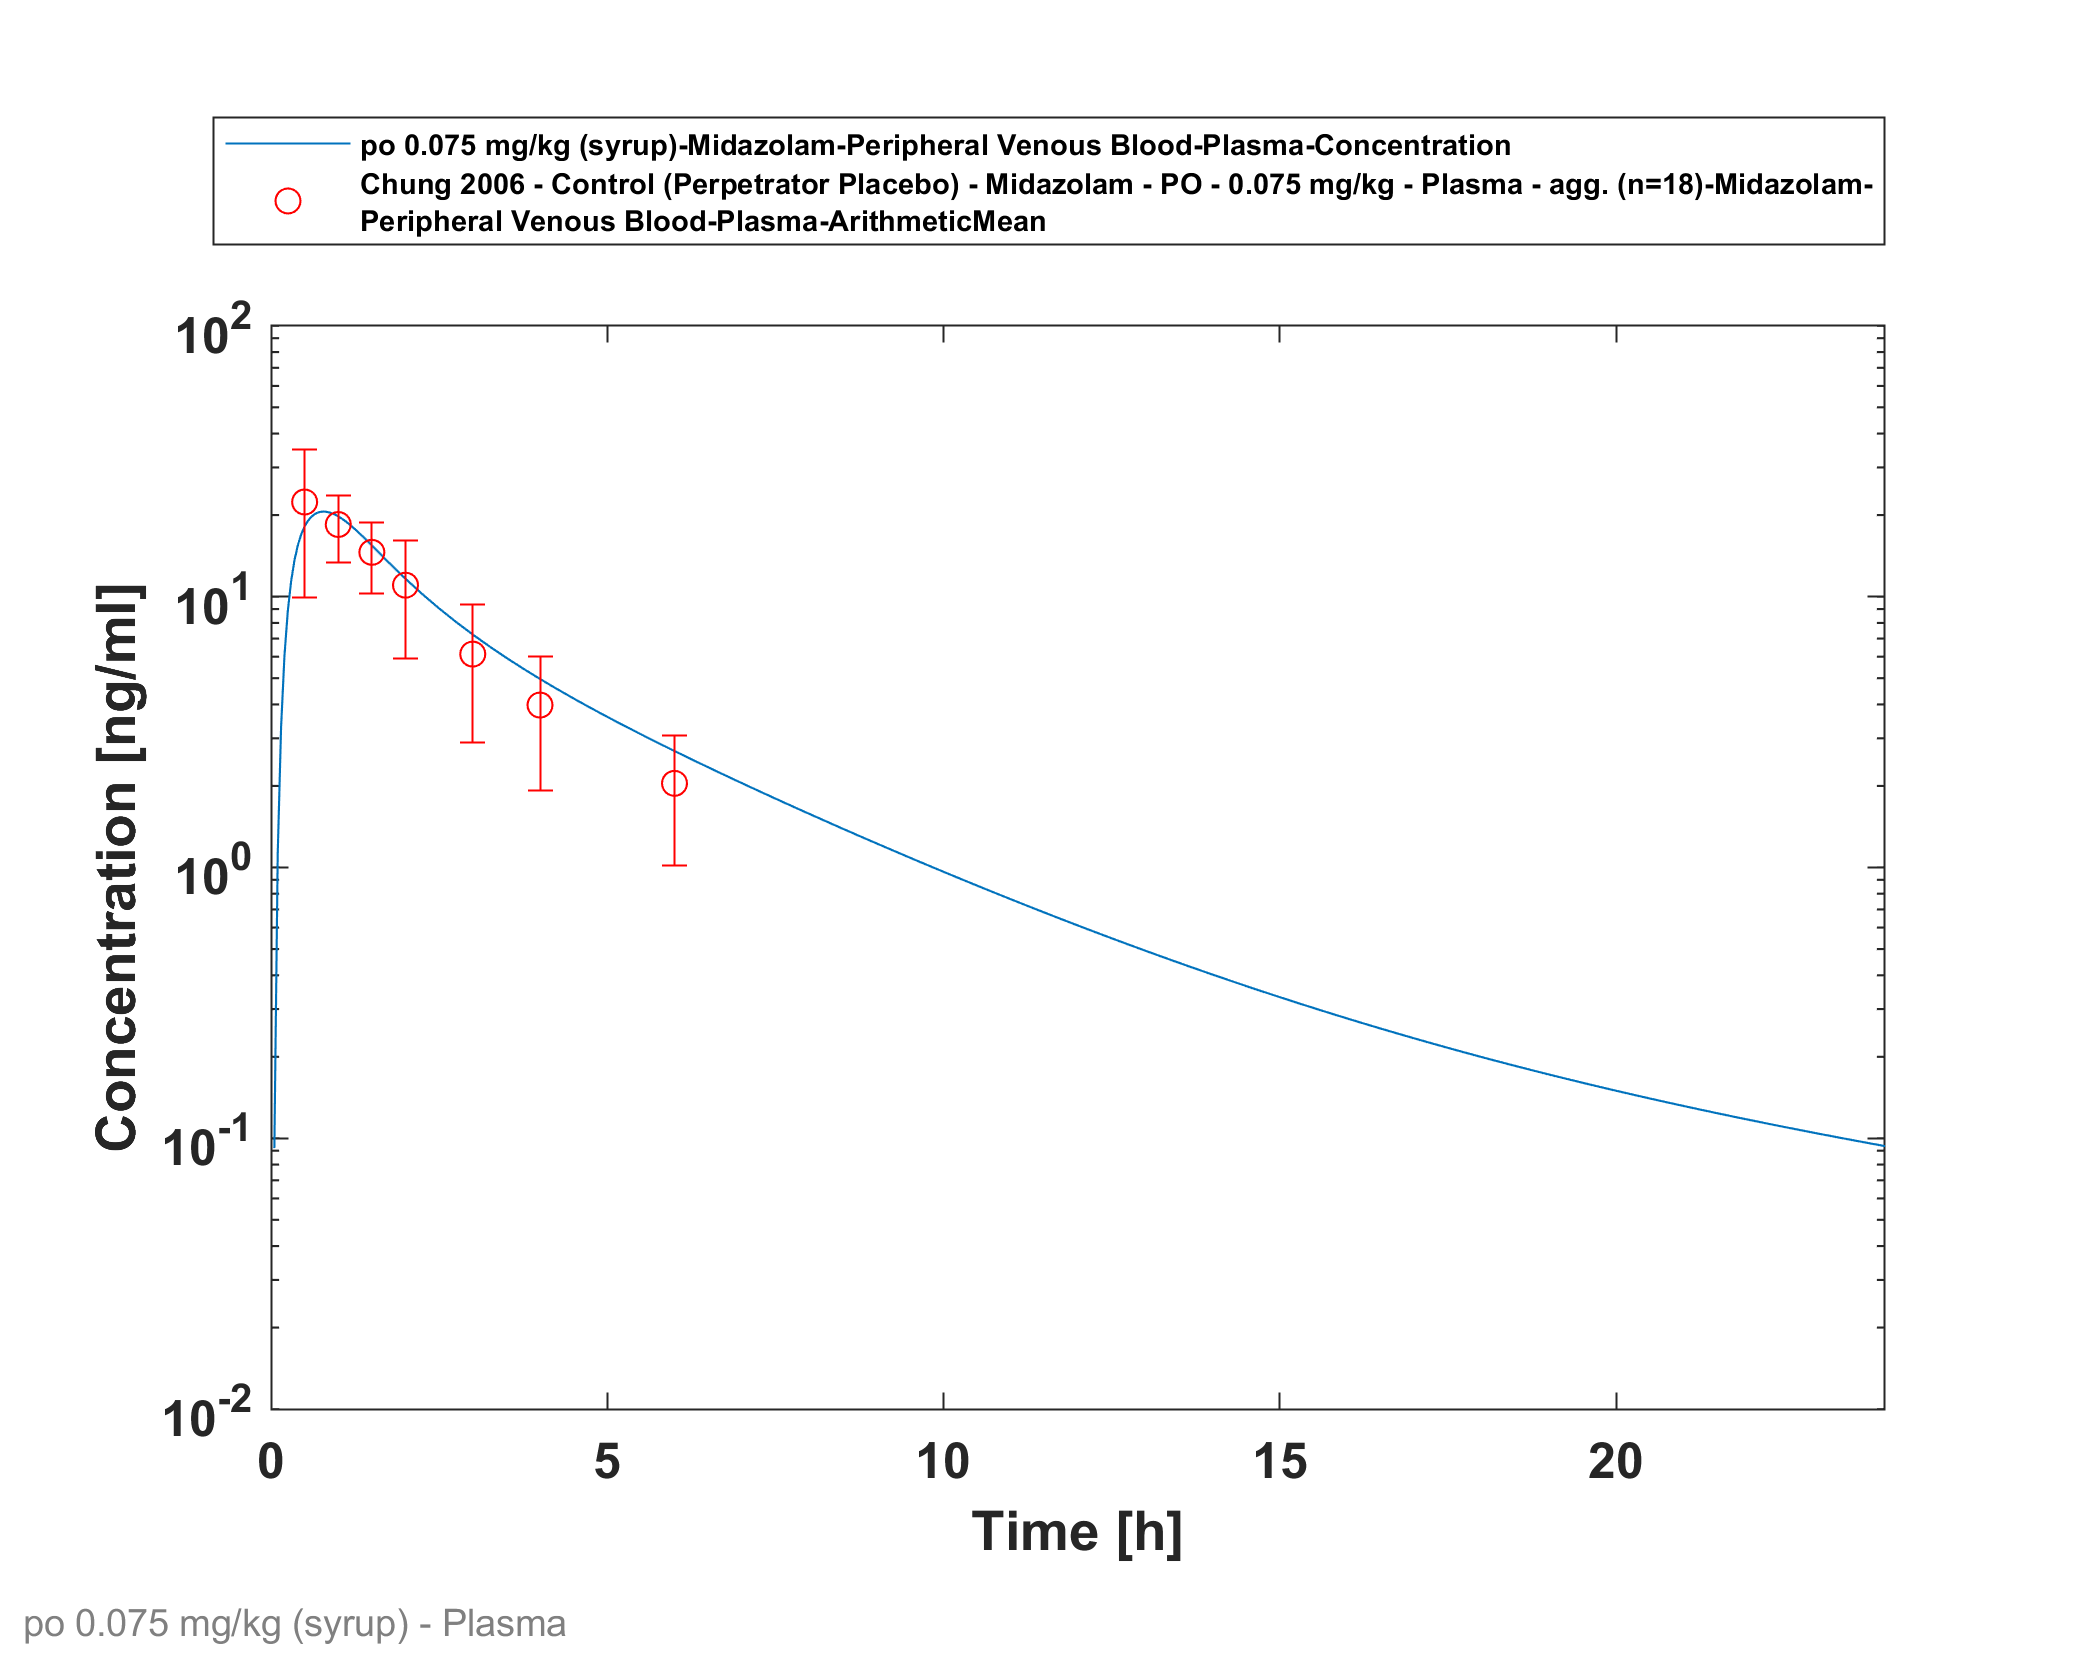 po 0.075 mg/kg (syrup)-Midazolam-Peripheral Venous Blood-Plasma-Concentration
Chung 2006 - Control (Perpetrator Placebo) - Midazolam - PO - 0.075 mg/kg - Plasma - agg. (n=18)-Midazolam-
Peripheral Venous Blood-Plasma-ArithmeticMean
10^2
10^1
10^0
10^-1
10^-2
Concentration [ng/ml]
0 5 10 15 20
Time [h]
po 0.075 mg/kg (syrup) - Plasma